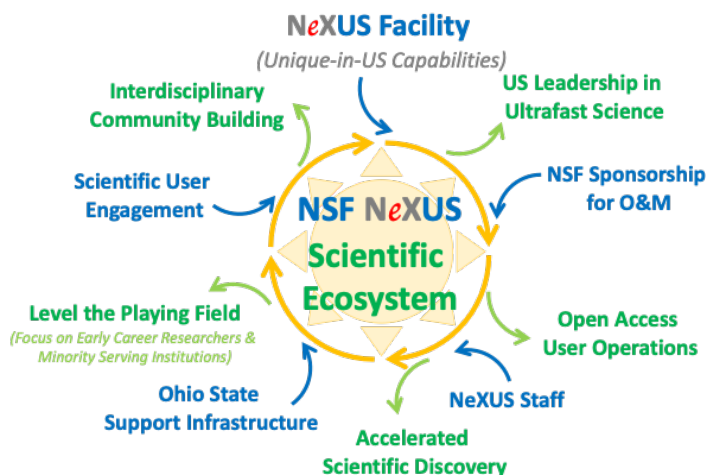 NeXUS Facility
(Unique-in-US Capabilities)
Interdisciplinary
Community Building
US Leadership in
Ultrafast Science
Scientific User
Engagement
NSF Sponsorship
for O&M
NSF NeXUS
Scientific
Ecosystem
Level the Playing Field
(Focus on Early Career Researchers &
Minority Serving Institutions)
Open Access
User Operations
Ohio State
Support Infrastructure
NeXUS Staff
Accelerated
Scientific Discovery